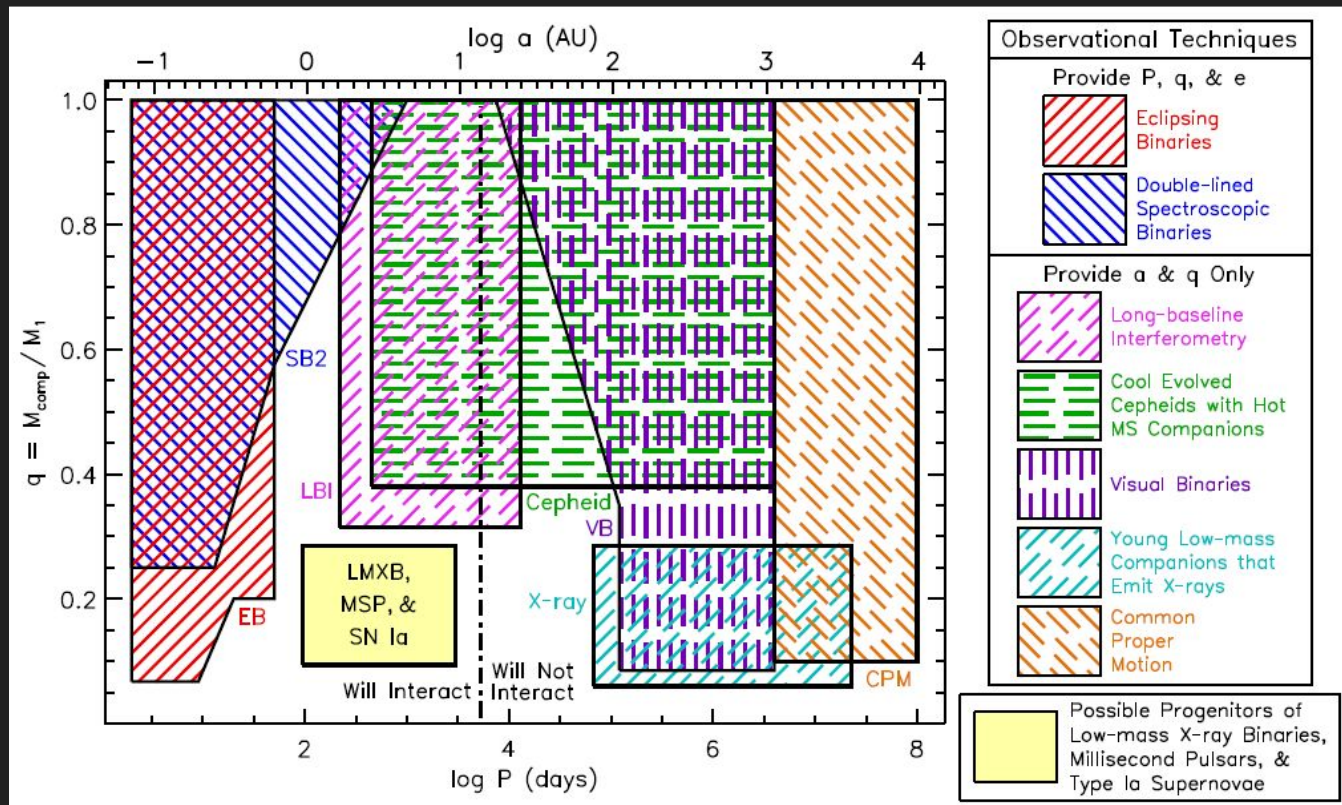 log a (AU)
−1 0 1 2 3 4
1.0
0.8
0.6
0.4
0.2
q = M_comp / M_1
SB2
LBI
Cepheid
VB
X-ray
EB
LMXB,
MSP, &
SN Ia
Will Interact
Will Not
Interact
CPM
2 4 6 8
log P (days)
Observational Techniques
Provide P, q, & e
Eclipsing
Binaries
Double-lined
Spectroscopic
Binaries
Provide a & q Only
Long-baseline
Interferometry
Cool Evolved
Cepheids with Hot
MS Companions
Visual Binaries
Young Low-mass
Companions that
Emit X-rays
Common
Proper
Motion
Possible Progenitors of
Low-mass X-ray Binaries,
Millisecond Pulsars, &
Type Ia Supernovae